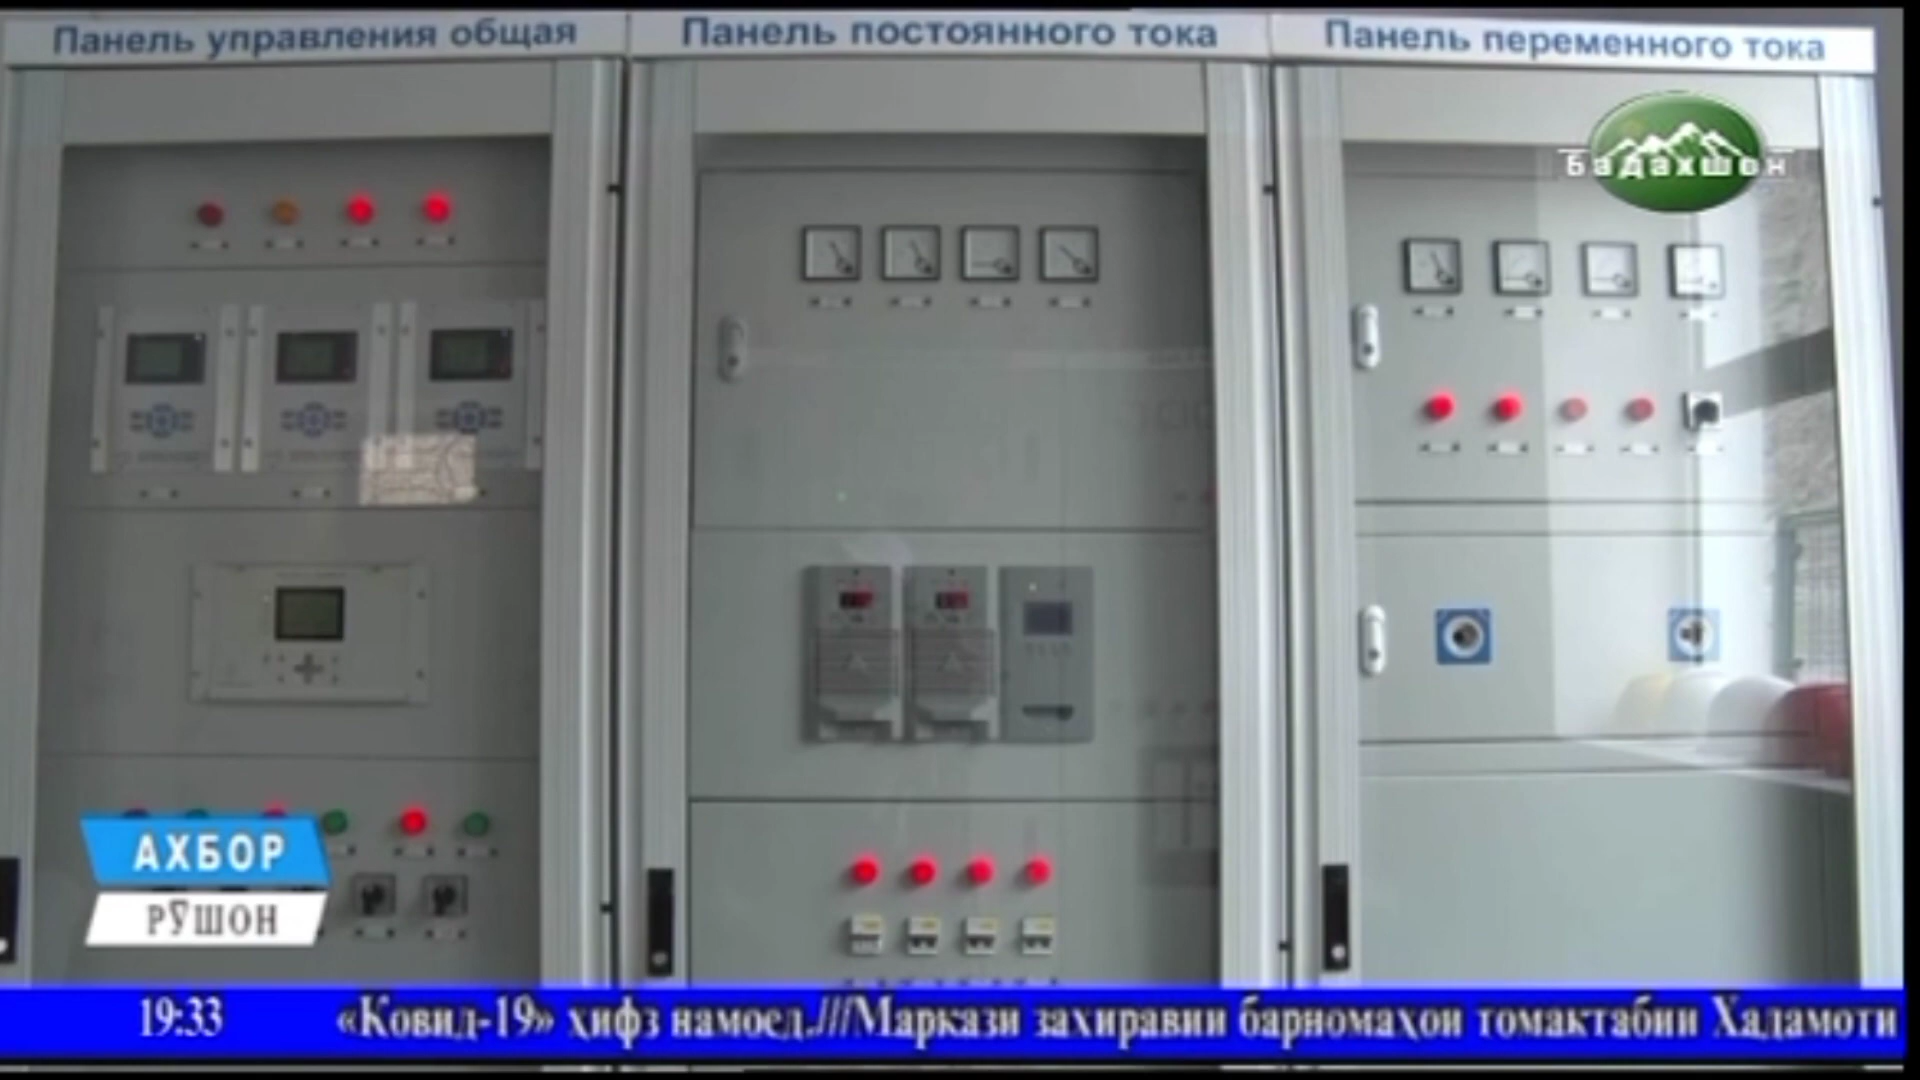 Панель управления общая
Панель постоянного тока
Панель переменного тока
Бадахшон
АХБОР
РӮШОН
19:33 «Ковид-19» ҳифз намоед.///Маркази захиравии барномаҳои томактабии Хадамоти